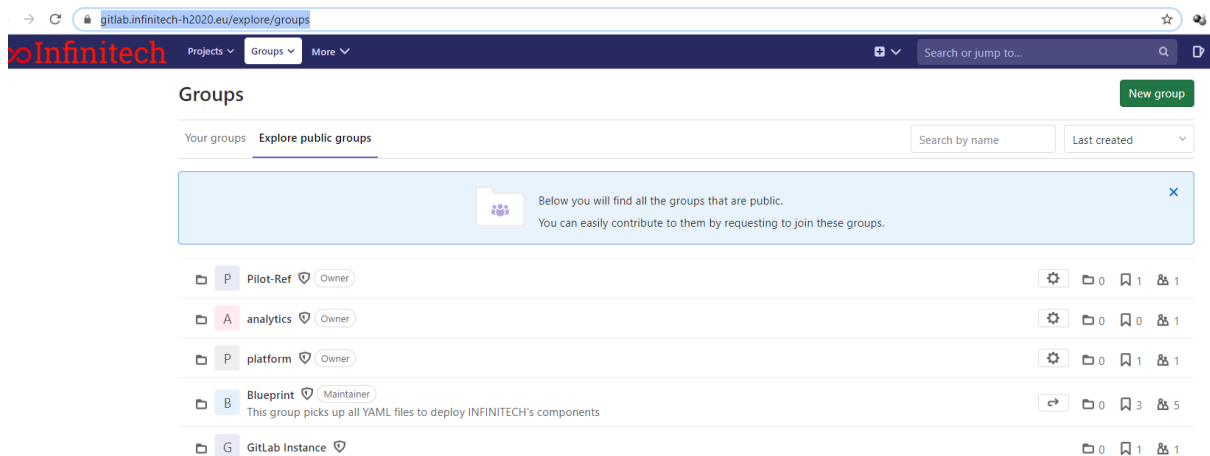 gitlab.infinitech-h2020.eu/explore/groups
Infinitech Projects Groups More Search or jump to...
Groups New group
Your groups Explore public groups Search by name Last created
Below you will find all the groups that are public.
You can easily contribute to them by requesting to join these groups.
P Pilot-Ref Owner 0 1 1
A analytics Owner 0 0 1
P platform Owner 0 1 1
B Blueprint Maintainer 0 3 5
This group picks up all YAML files to deploy INFINITECH's components
G GitLab Instance 0 1 1